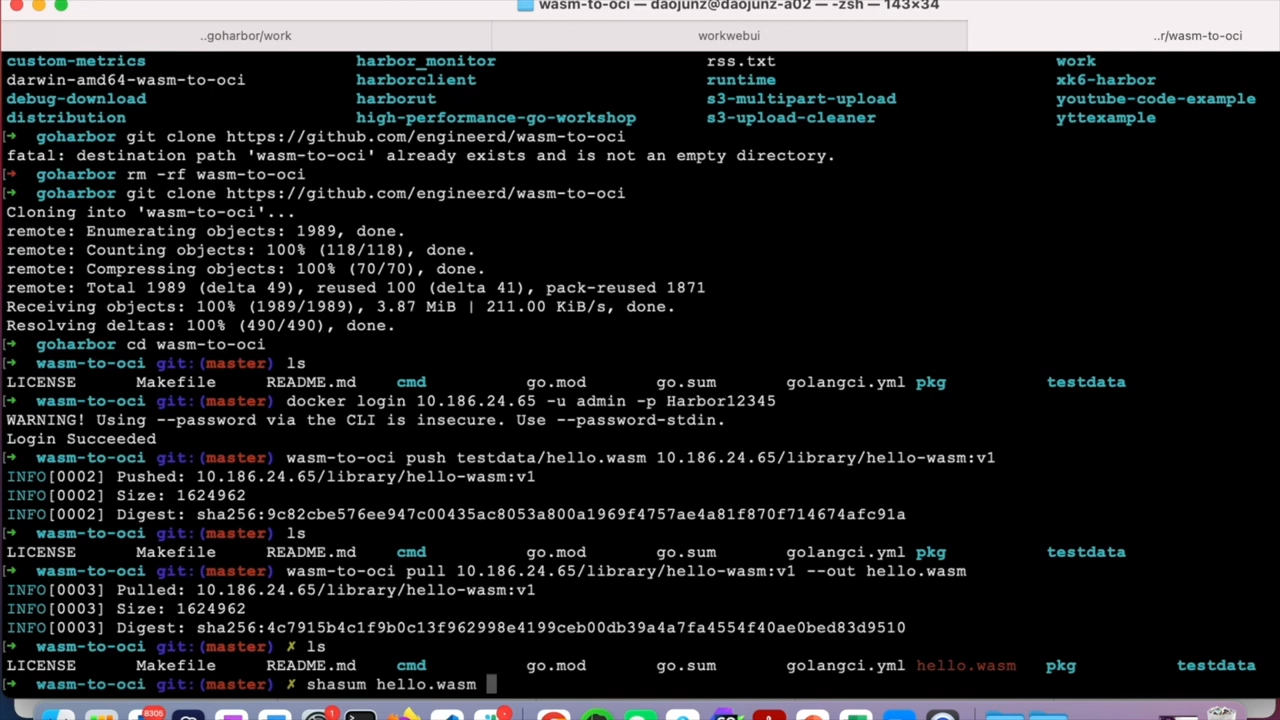 wasm-to-oci — daojunz@daojunz-a02 — -zsh — 143×34
..goharbor/work workwebui ..r/wasm-to-oci
custom-metrics harbor_monitor rss.txt work
darwin-amd64-wasm-to-oci harborclient runtime xk6-harbor
debug-download harborut s3-multipart-upload youtube-code-example
distribution high-performance-go-workshop s3-upload-cleaner yttexample
[➜ goharbor git clone https://github.com/engineerd/wasm-to-oci
fatal: destination path 'wasm-to-oci' already exists and is not an empty directory.
[➜ goharbor rm -rf wasm-to-oci
[➜ goharbor git clone https://github.com/engineerd/wasm-to-oci
Cloning into 'wasm-to-oci'...
remote: Enumerating objects: 1989, done.
remote: Counting objects: 100% (118/118), done.
remote: Compressing objects: 100% (70/70), done.
remote: Total 1989 (delta 49), reused 100 (delta 41), pack-reused 1871
Receiving objects: 100% (1989/1989), 3.87 MiB | 211.00 KiB/s, done.
Resolving deltas: 100% (490/490), done.
[➜ goharbor cd wasm-to-oci
[➜ wasm-to-oci git:(master) ls
LICENSE Makefile README.md cmd go.mod go.sum golangci.yml pkg testdata
[➜ wasm-to-oci git:(master) docker login 10.186.24.65 -u admin -p Harbor12345
WARNING! Using --password via the CLI is insecure. Use --password-stdin.
Login Succeeded
[➜ wasm-to-oci git:(master) wasm-to-oci push testdata/hello.wasm 10.186.24.65/library/hello-wasm:v1
INFO[0002] Pushed: 10.186.24.65/library/hello-wasm:v1
INFO[0002] Size: 1624962
INFO[0002] Digest: sha256:9c82cbe576ee947c00435ac8053a800a1969f4757ae4a81f870f714674afc91a
[➜ wasm-to-oci git:(master) ls
LICENSE Makefile README.md cmd go.mod go.sum golangci.yml pkg testdata
[➜ wasm-to-oci git:(master) wasm-to-oci pull 10.186.24.65/library/hello-wasm:v1 --out hello.wasm
INFO[0003] Pulled: 10.186.24.65/library/hello-wasm:v1
INFO[0003] Size: 1624962
INFO[0003] Digest: sha256:4c7915b4c1f9b0c13f962998e4199ceb00db39a4a7fa4554f40ae0bed83d9510
[➜ wasm-to-oci git:(master) ✗ ls
LICENSE Makefile README.md cmd go.mod go.sum golangci.yml hello.wasm pkg testdata
[➜ wasm-to-oci git:(master) ✗ shasum hello.wasm
8305 1